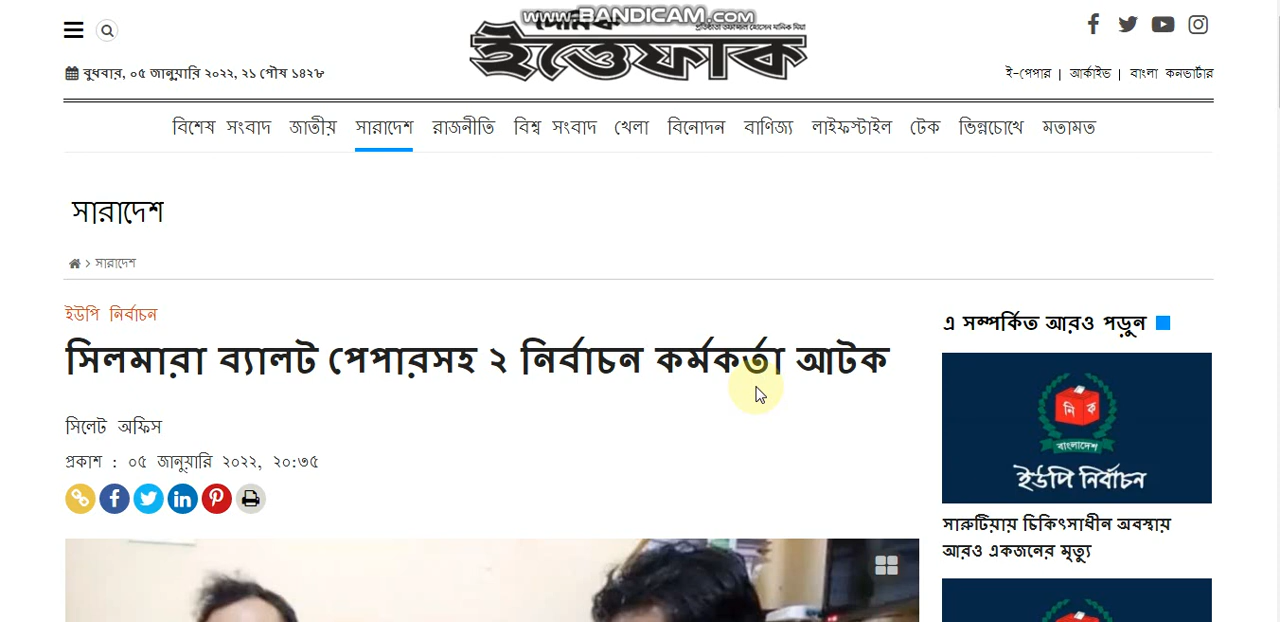 www.BANDICAM.com
দৈনিক
ইত্তেফাক
বুধবার, ০৫ জানুয়ারি ২০২২, ২১ পৌষ ১৪২৮
ই-পেপার | আর্কাইভ | বাংলা কনভার্টার
বিশেষ সংবাদ জাতীয় সারাদেশ রাজনীতি বিশ্ব সংবাদ খেলা বিনোদন বাণিজ্য লাইফস্টাইল টেক ভিন্নচোখে মতামত
সারাদেশ
> সারাদেশ
ইউপি নির্বাচন
সিলমারা ব্যালট পেপারসহ ২ নির্বাচন কর্মকর্তা আটক
সিলেট অফিস
প্রকাশ : ০৫ জানুয়ারি ২০২২, ২০:৩৫
এ সম্পর্কিত আরও পড়ুন
নি ক
বাংলাদেশ
ইউপি নির্বাচন
সারুটিয়ায় চিকিৎসাধীন অবস্থায়
আরও একজনের মৃত্যু